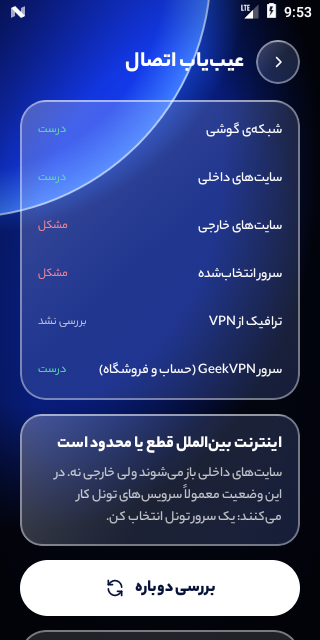 9:53
LTE
عیب‌یاب اتصال
شبکه‌ی گوشی درست
سایت‌های داخلی درست
سایت‌های خارجی مشکل
سرور انتخاب‌شده مشکل
ترافیک از VPN بررسی نشد
سرور GeekVPN (حساب و فروشگاه) درست
اینترنت بین‌الملل قطع یا محدود است
سایت‌های داخلی باز می‌شوند ولی خارجی نه. در
این وضعیت معمولاً سرویس‌های تونل کار
می‌کنند: یک سرور تونل انتخاب کن.
بررسی دوباره